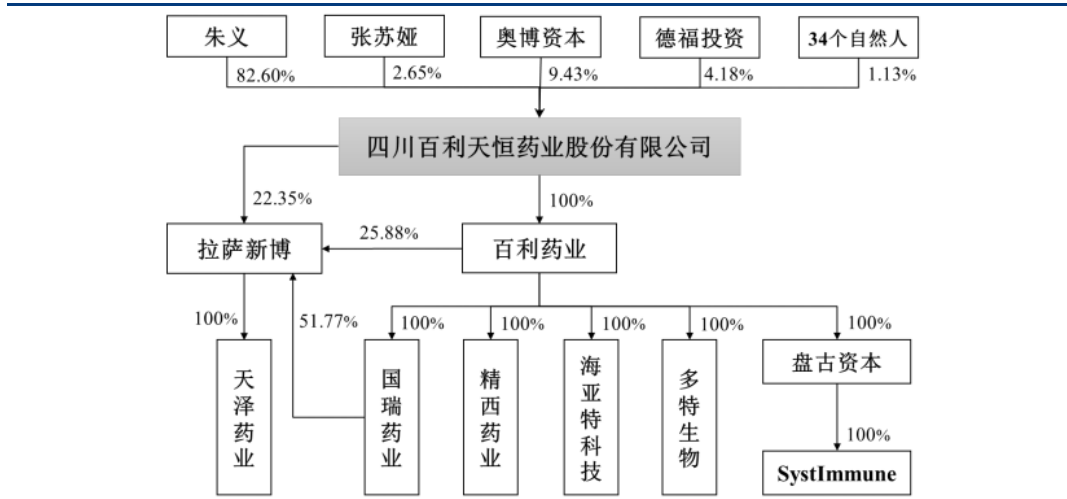 朱义
张苏娅
奥博资本
德福投资
34个自然人
82.60%
2.65%
9.43%
4.18%
1.13%
四川百利天恒药业股份有限公司
22.35%
100%
拉萨新博
25.88%
百利药业
100%
51.77%
100%
100%
100%
100%
100%
天泽药业
国瑞药业
精西药业
海亚特科技
多特生物
盘古资本
100%
SystImmune